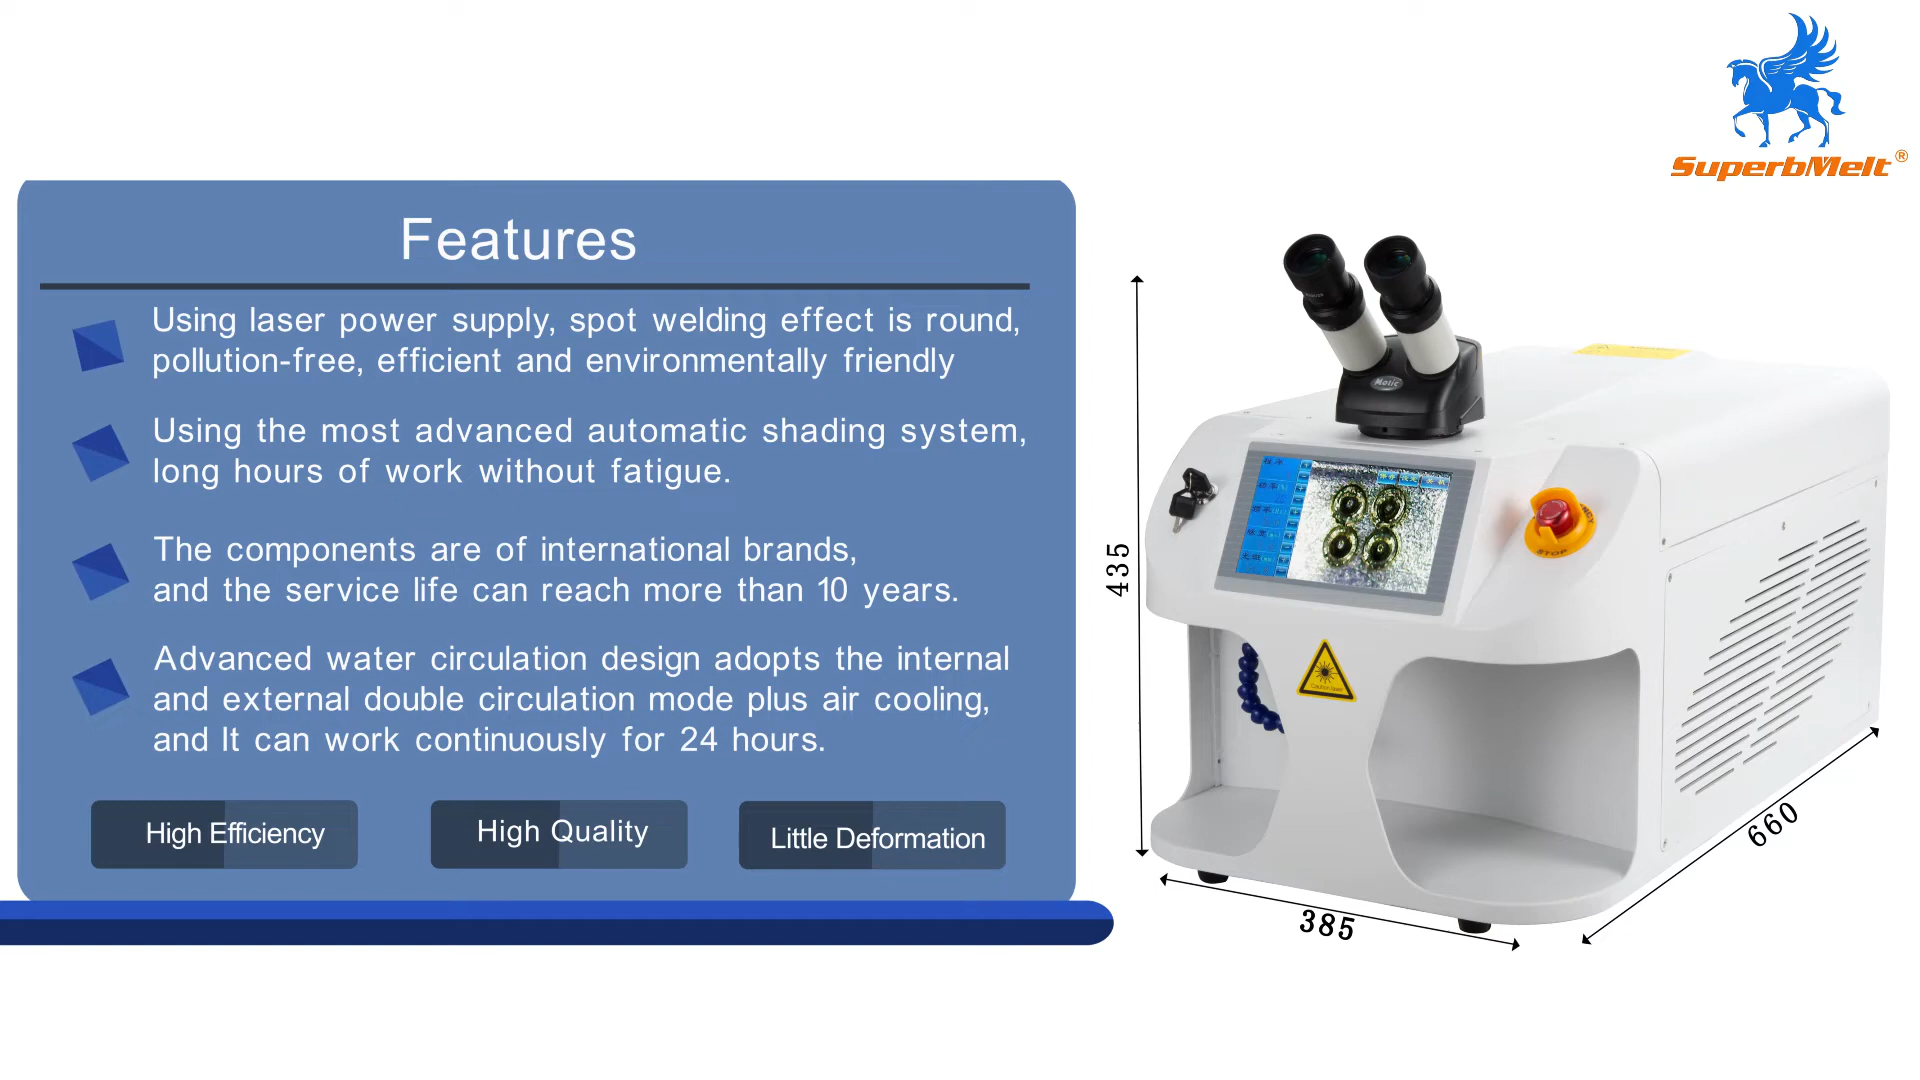 SuperbMelt®
Features
Using laser power supply, spot welding effect is round,
pollution-free, efficient and environmentally friendly
Using the most advanced automatic shading system,
long hours of work without fatigue.
The components are of international brands,
and the service life can reach more than 10 years.
Advanced water circulation design adopts the internal
and external double circulation mode plus air cooling,
and It can work continuously for 24 hours.
High Efficiency
High Quality
Little Deformation
Motic
STOP
435
385
660